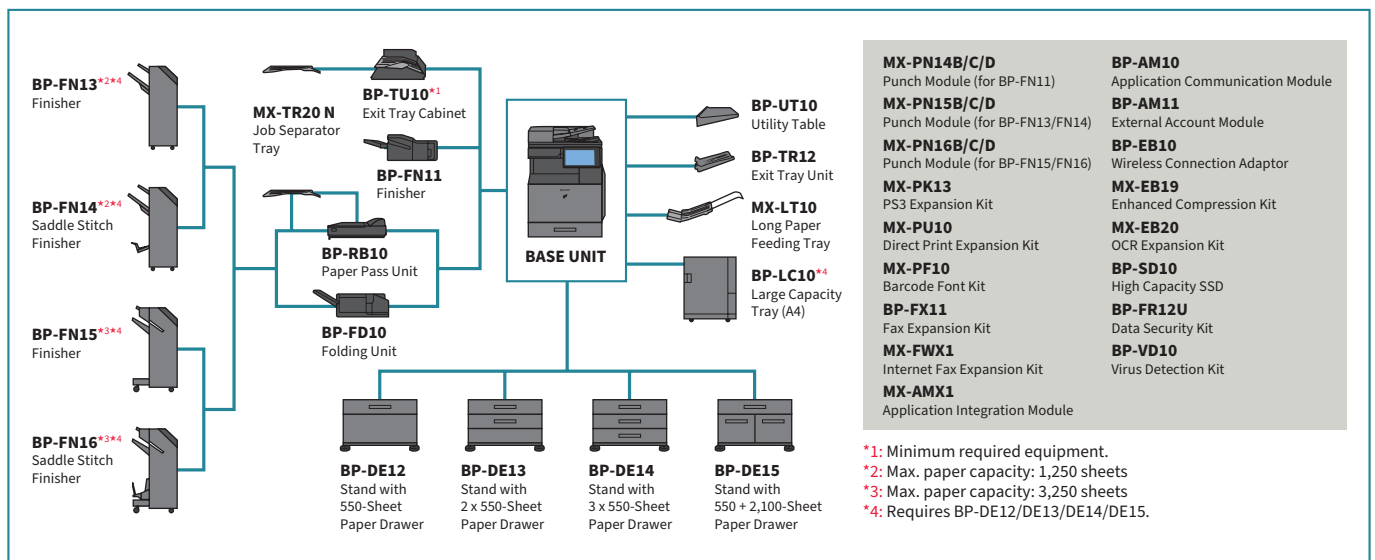 BP-FN13*2*4
Finisher
BP-FN14*2*4
Saddle Stitch
Finisher
BP-FN15*3*4
Finisher
BP-FN16*3*4
Saddle Stitch
Finisher
MX-TR20 N
Job Separator
Tray
BP-TU10*1
Exit Tray Cabinet
BP-FN11
Finisher
BP-RB10
Paper Pass Unit
BP-FD10
Folding Unit
BASE UNIT
BP-UT10
Utility Table
BP-TR12
Exit Tray Unit
MX-LT10
Long Paper
Feeding Tray
BP-LC10*4
Large Capacity
Tray (A4)
BP-DE12
Stand with
550-Sheet
Paper Drawer
BP-DE13
Stand with
2 x 550-Sheet
Paper Drawer
BP-DE14
Stand with
3 x 550-Sheet
Paper Drawer
BP-DE15
Stand with
550 + 2,100-Sheet
Paper Drawer
MX-PN14B/C/D
Punch Module (for BP-FN11)
MX-PN15B/C/D
Punch Module (for BP-FN13/FN14)
MX-PN16B/C/D
Punch Module (for BP-FN15/FN16)
MX-PK13
PS3 Expansion Kit
MX-PU10
Direct Print Expansion Kit
MX-PF10
Barcode Font Kit
BP-FX11
Fax Expansion Kit
MX-FWX1
Internet Fax Expansion Kit
MX-AMX1
Application Integration Module
BP-AM10
Application Communication Module
BP-AM11
External Account Module
BP-EB10
Wireless Connection Adaptor
MX-EB19
Enhanced Compression Kit
MX-EB20
OCR Expansion Kit
BP-SD10
High Capacity SSD
BP-FR12U
Data Security Kit
BP-VD10
Virus Detection Kit
*1: Minimum required equipment.
*2: Max. paper capacity: 1,250 sheets
*3: Max. paper capacity: 3,250 sheets
*4: Requires BP-DE12/DE13/DE14/DE15.